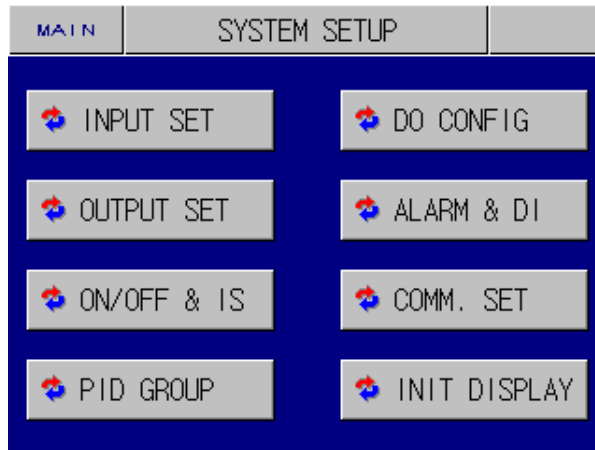 MAIN SYSTEM SETUP
INPUT SET DO CONFIG
OUTPUT SET ALARM & DI
ON/OFF & IS COMM. SET
PID GROUP INIT DISPLAY